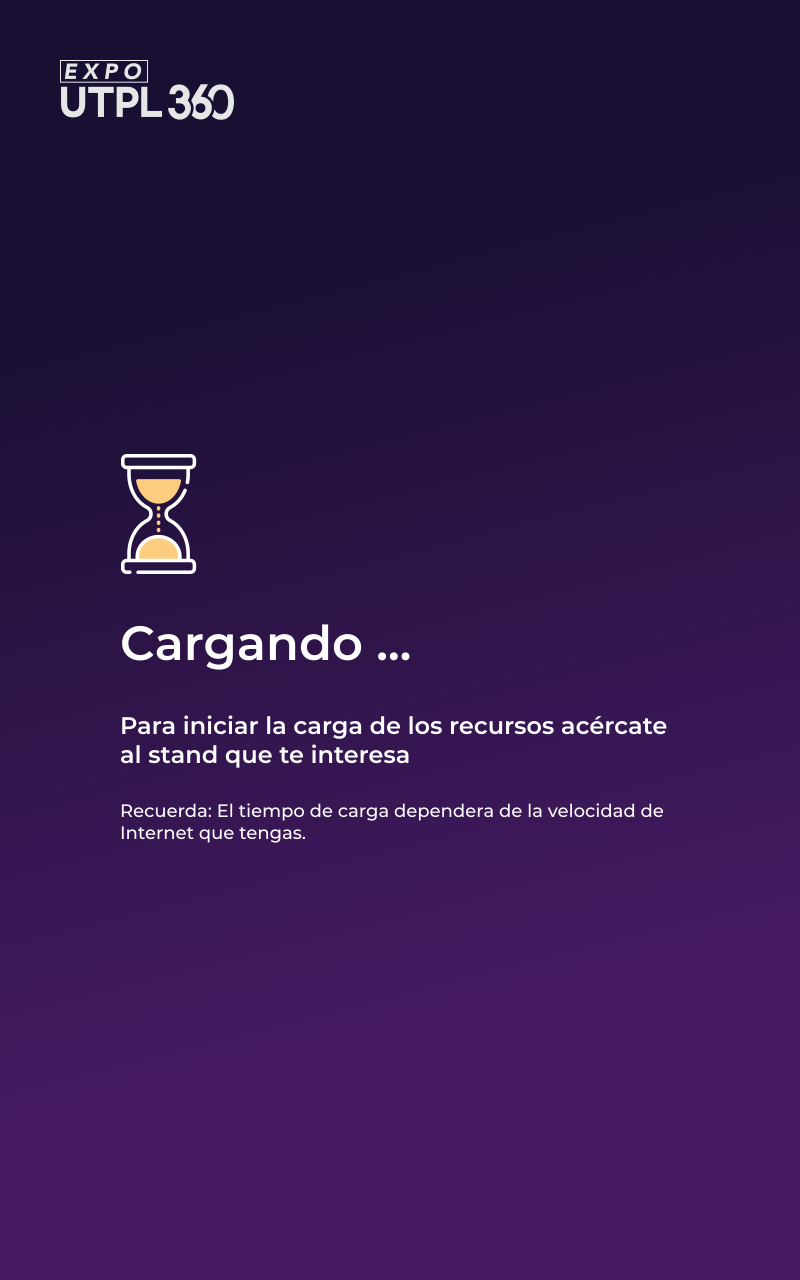 EXPO
UTPL 360
Cargando ...
Para iniciar la carga de los recursos acércate
al stand que te interesa
Recuerda: El tiempo de carga dependera de la velocidad de
Internet que tengas.